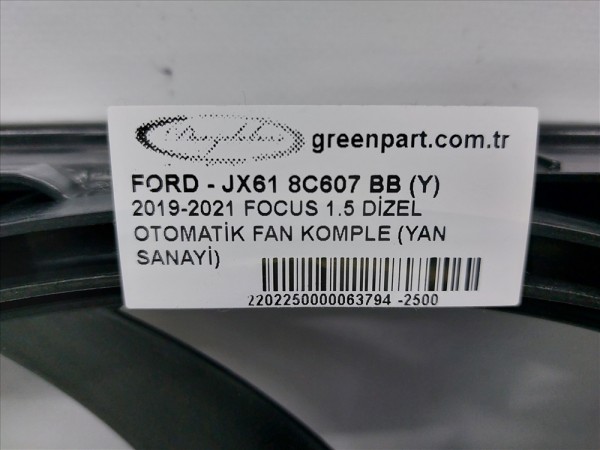 greenpart.com.tr
FORD - JX61 8C607 BB (Y)
2019-2021 FOCUS 1.5 DİZEL
OTOMATİK FAN KOMPLE (YAN
SANAYİ)
2202250000063794 -2500